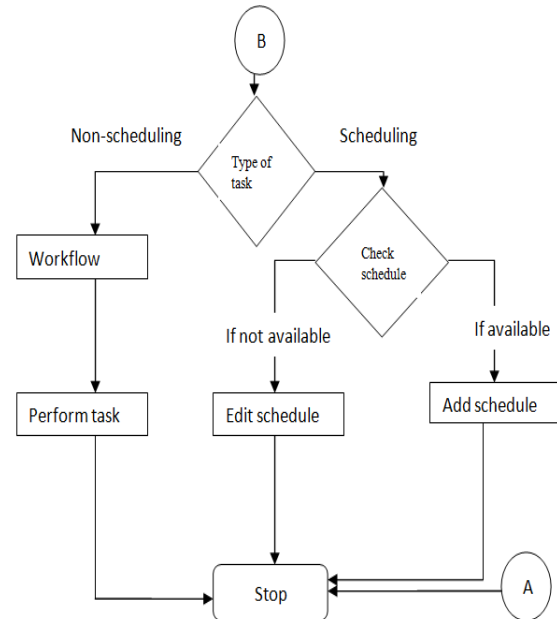 B
Non-scheduling
Scheduling
Type of
task
Workflow
Check
schedule
If not available
If available
Perform task
Edit schedule
Add schedule
Stop
A